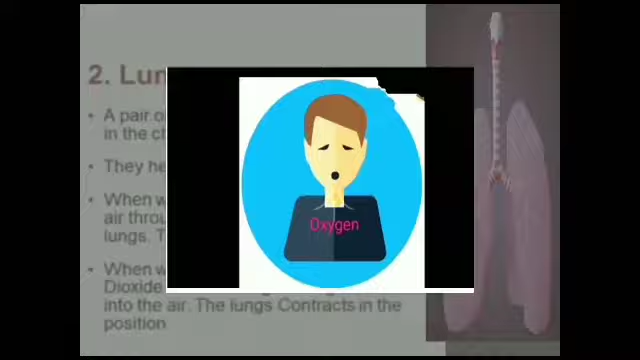 2. Lun
• A pair o
in the c
• They he
• When w
air throu
lungs. T
• When w
Dioxide
into the air. The lungs Contracts in the
position
Oxygen